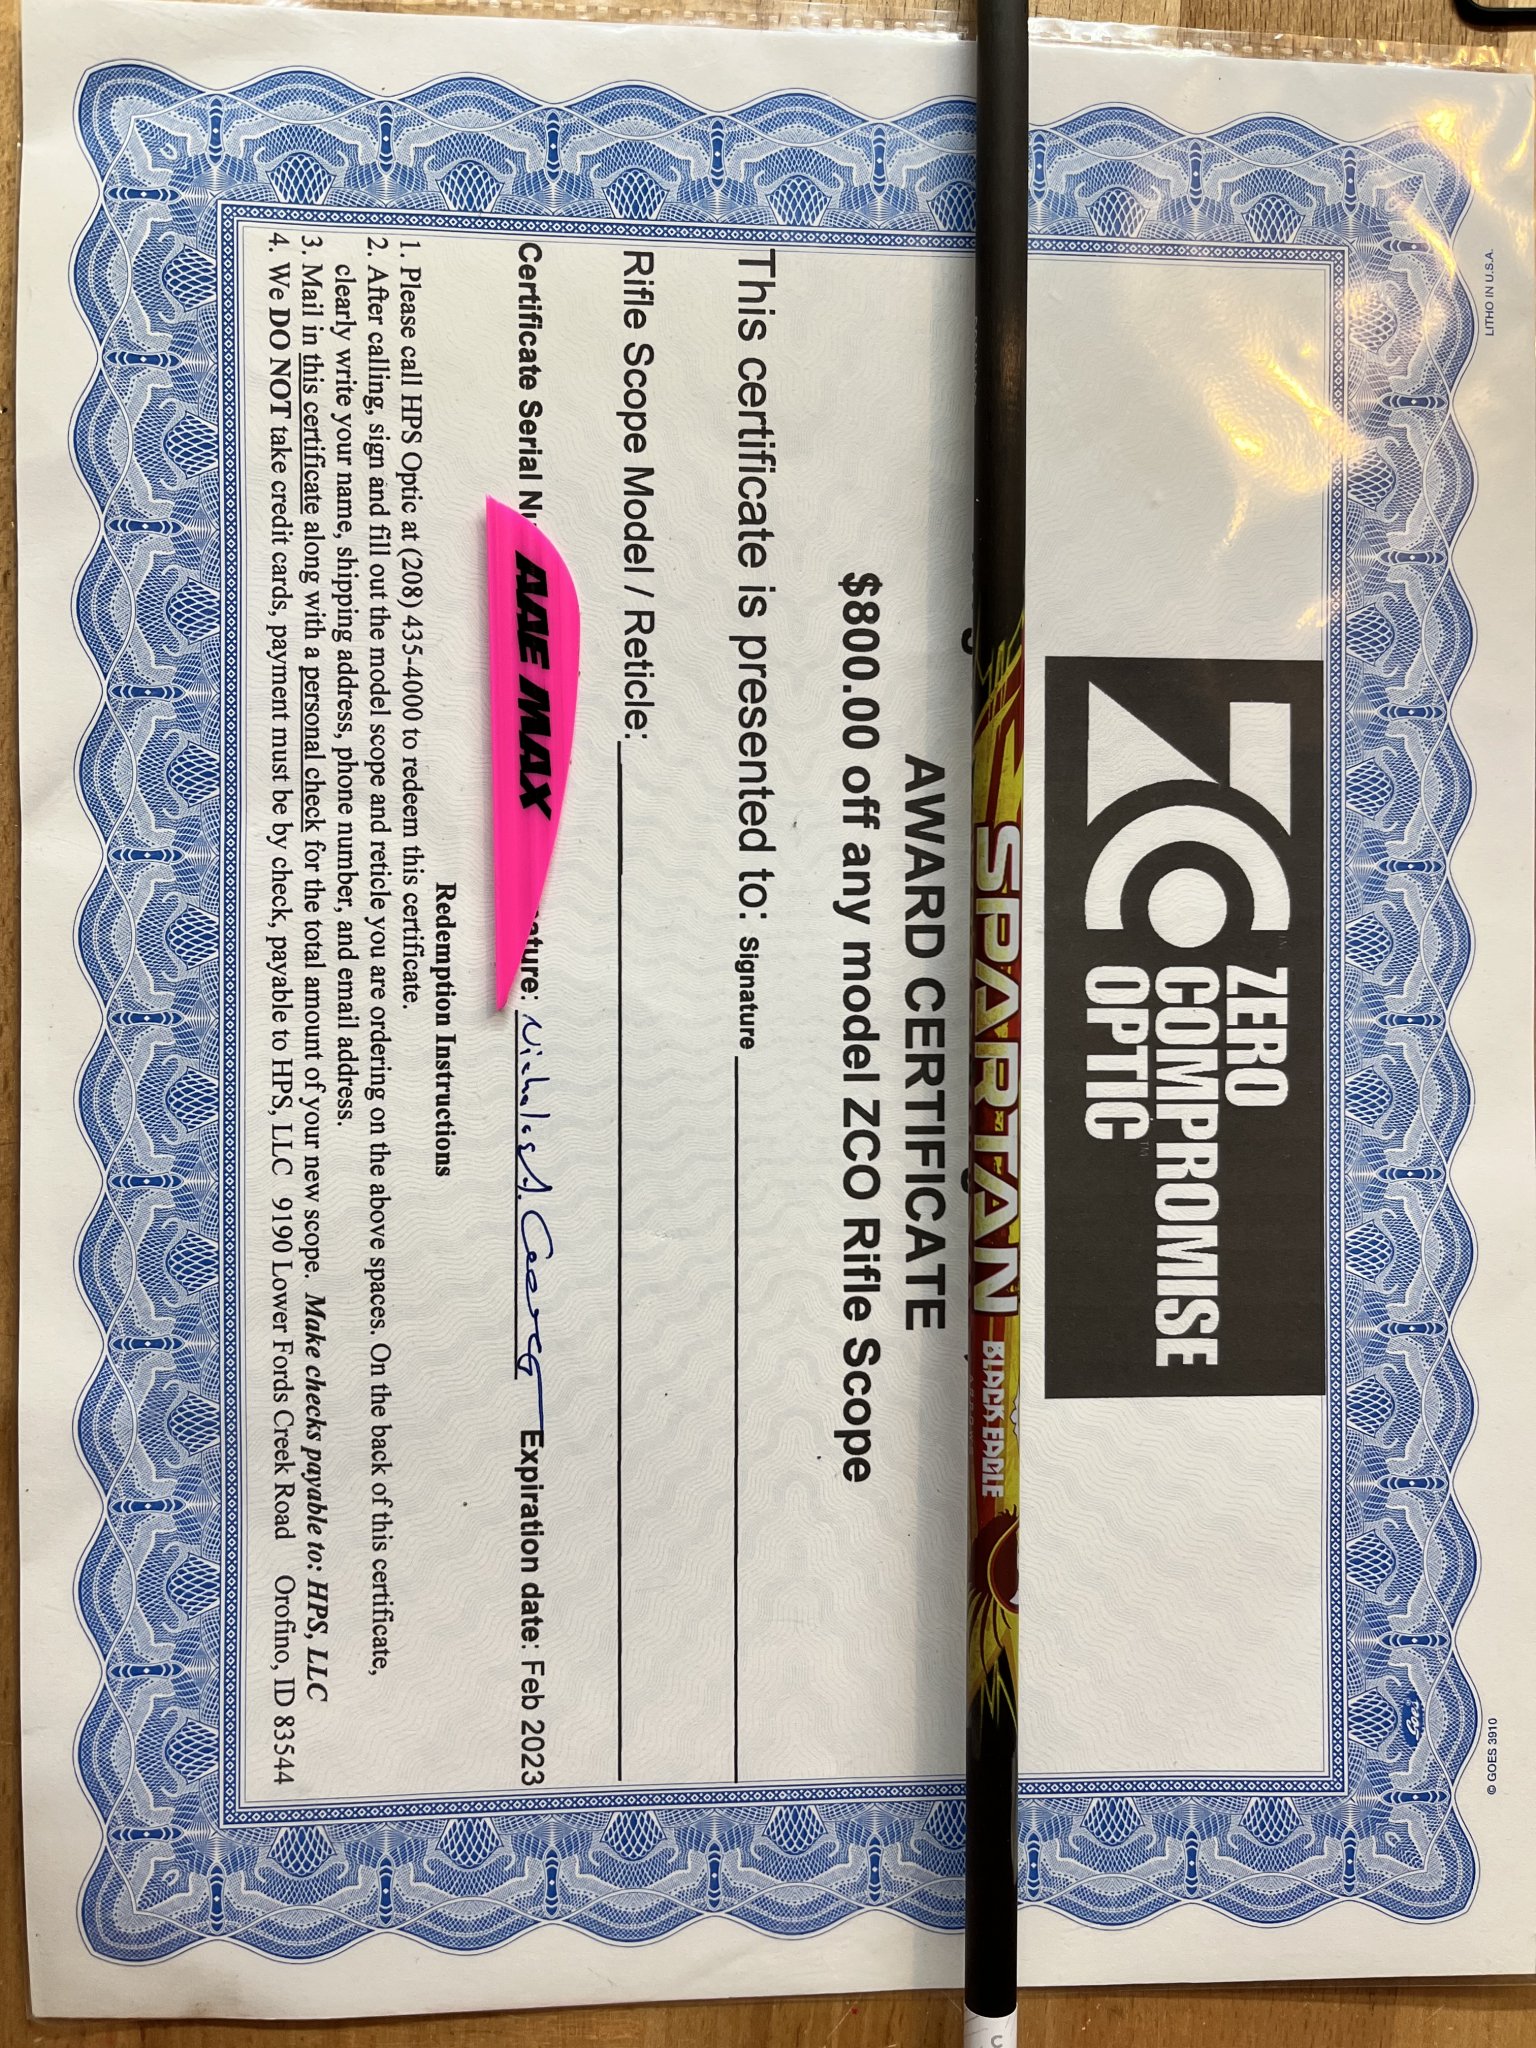 LITHO IN U.S.A.
© GOES 3910
ZERO
COMPROMISE
OPTIC™
SPARTAN BLACK EAGLE
AWARD CERTIFICATE
$800.00 off any model ZCO Rifle Scope
This certificate is presented to: signature
Rifle Scope Model / Reticle:
Certificate Serial
AAE MAX
Expiration date: Feb 2023
Redemption Instructions
1. Please call HPS Optic at (208) 435-4000 to redeem this certificate.
2. After calling, sign and fill out the model scope and reticle you are ordering on the above spaces. On the back of this certificate,
clearly write your name, shipping address, phone number, and email address.
3. Mail in this certificate along with a personal check for the total amount of your new scope. Make checks payable to: HPS, LLC
4. We DO NOT take credit cards, payment must be by check, payable to HPS, LLC 9190 Lower Fords Creek Road Orofino, ID 83544